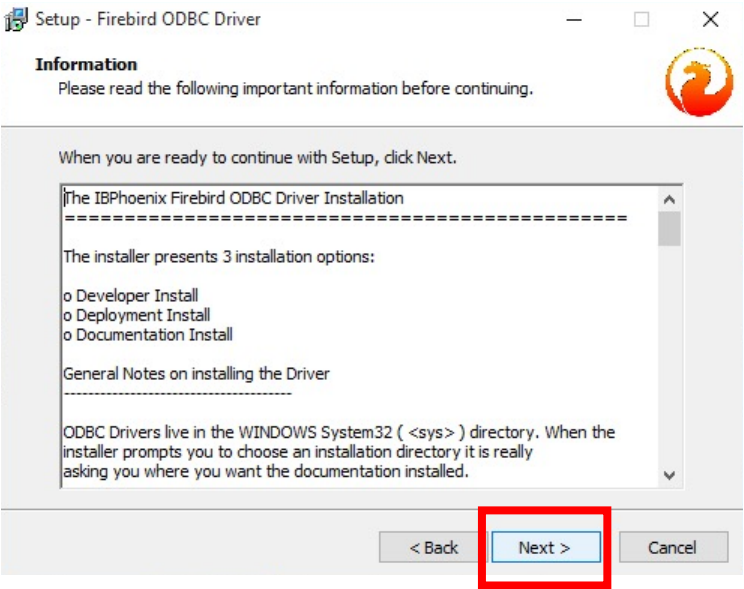 Setup - Firebird ODBC Driver
Information
Please read the following important information before continuing.
When you are ready to continue with Setup, click Next.
The IBPhoenix Firebird ODBC Driver Installation
================================================
The installer presents 3 installation options:
o Developer Install
o Deployment Install
o Documentation Install
General Notes on installing the Driver
--------------------------------------
ODBC Drivers live in the WINDOWS System32 ( <sys> ) directory. When the
installer prompts you to choose an installation directory it is really
asking you where you want the documentation installed.
< Back Next > Cancel